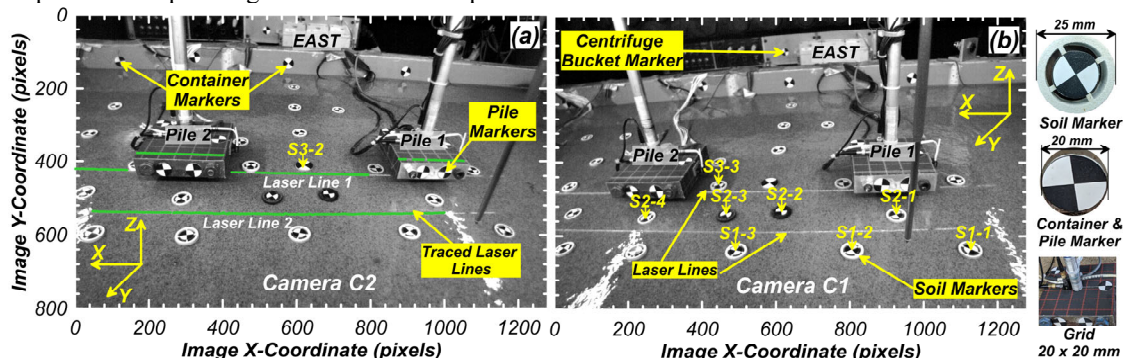 Image Y-Coordinate (pixels)
0
200
400
600
800
0 200 400 600 800 1000 1200
Image X-Coordinate (pixels)
(a)
EAST
Container
Markers
Pile
Markers
Pile 2
Pile 1
S3-2
Laser Line 1
Laser Line 2
Z
X
Y
Traced Laser
Lines
Camera C2
0 200 400 600 800 1000 1200
Image X-Coordinate (pixels)
(b)
Centrifuge
Bucket Marker
EAST
Z
X
Y
Pile 2
Pile 1
S3-3
S2-4
S2-3
S2-2
S2-1
S1-3
S1-2
S1-1
Laser Lines
Soil Markers
Camera C1
25 mm
Soil Marker
20 mm
Container &
Pile Marker
Grid
20 x 20 mm